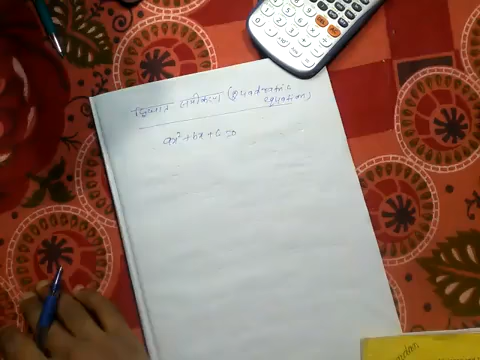 द्विघात समीकरण (Quadratic
equation)
ax² + bx + c = 0